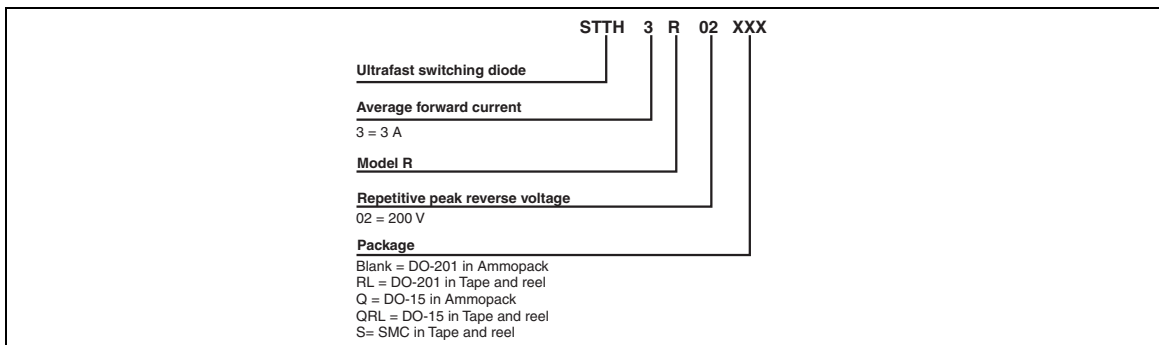 STTH 3 R 02 XXX
Ultrafast switching diode
Average forward current
3 = 3 A
Model R
Repetitive peak reverse voltage
02 = 200 V
Package
Blank = DO-201 in Ammopack
RL = DO-201 in Tape and reel
Q = DO-15 in Ammopack
QRL = DO-15 in Tape and reel
S= SMC in Tape and reel